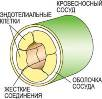 КРОВЕНОСНЫЙ
СОСУД
ЭНДОТЕЛИАЛЬНЫЕ
КЛЕТКИ
ЖЕСТКИЕ
СОЕДИНЕНИЯ
ОБОЛОЧКА
СОСУДА